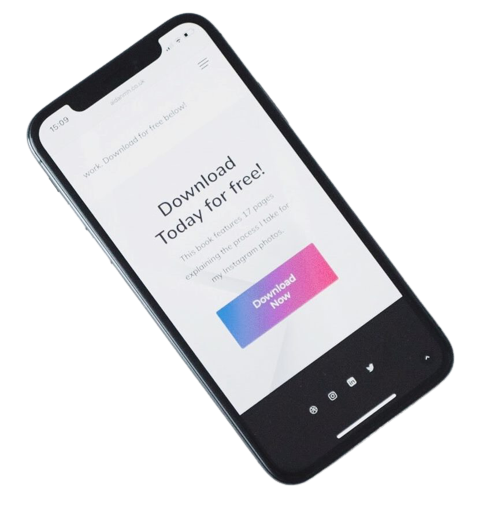 15:09
work. Download for free below!
Download
Today for free!
This book features 17 pages
explaining the process I take for
my Instagram photos.
Download
Now